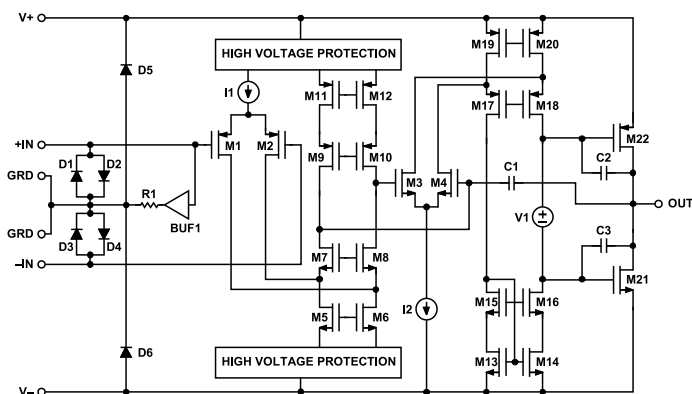 V+
HIGH VOLTAGE PROTECTION
M19
M20
D5
I1
M11
M12
M17
M18
+IN
M1
M2
M9
M10
M22
D1
D2
GRD
R1
BUF1
M3
M4
C1
C2
OUT
V1
GRD
D3
D4
–IN
M7
M8
C3
M21
I2
M5
M6
M15
M16
D6
HIGH VOLTAGE PROTECTION
M13
M14
V–